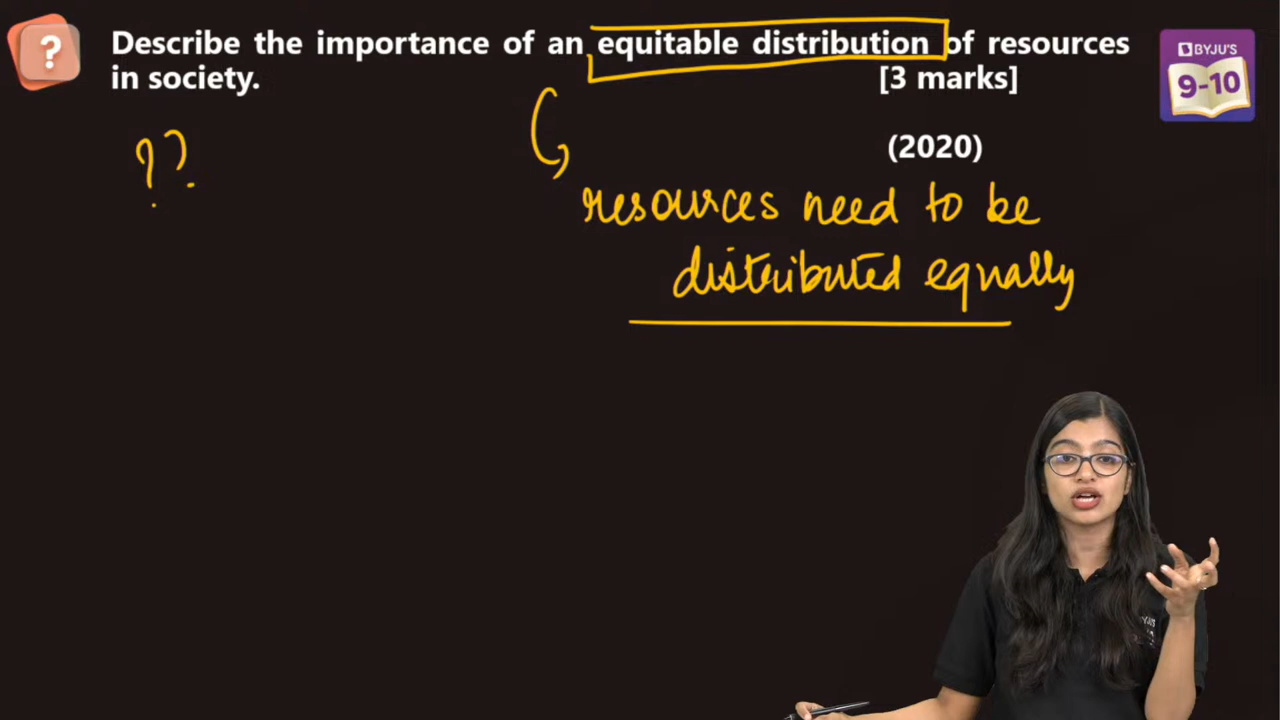 ?
Describe the importance of an equitable distribution of resources
in society. [3 marks]
BYJU'S
9-10
(2020)
??
resources need to be
distributed equally
BYJU'S